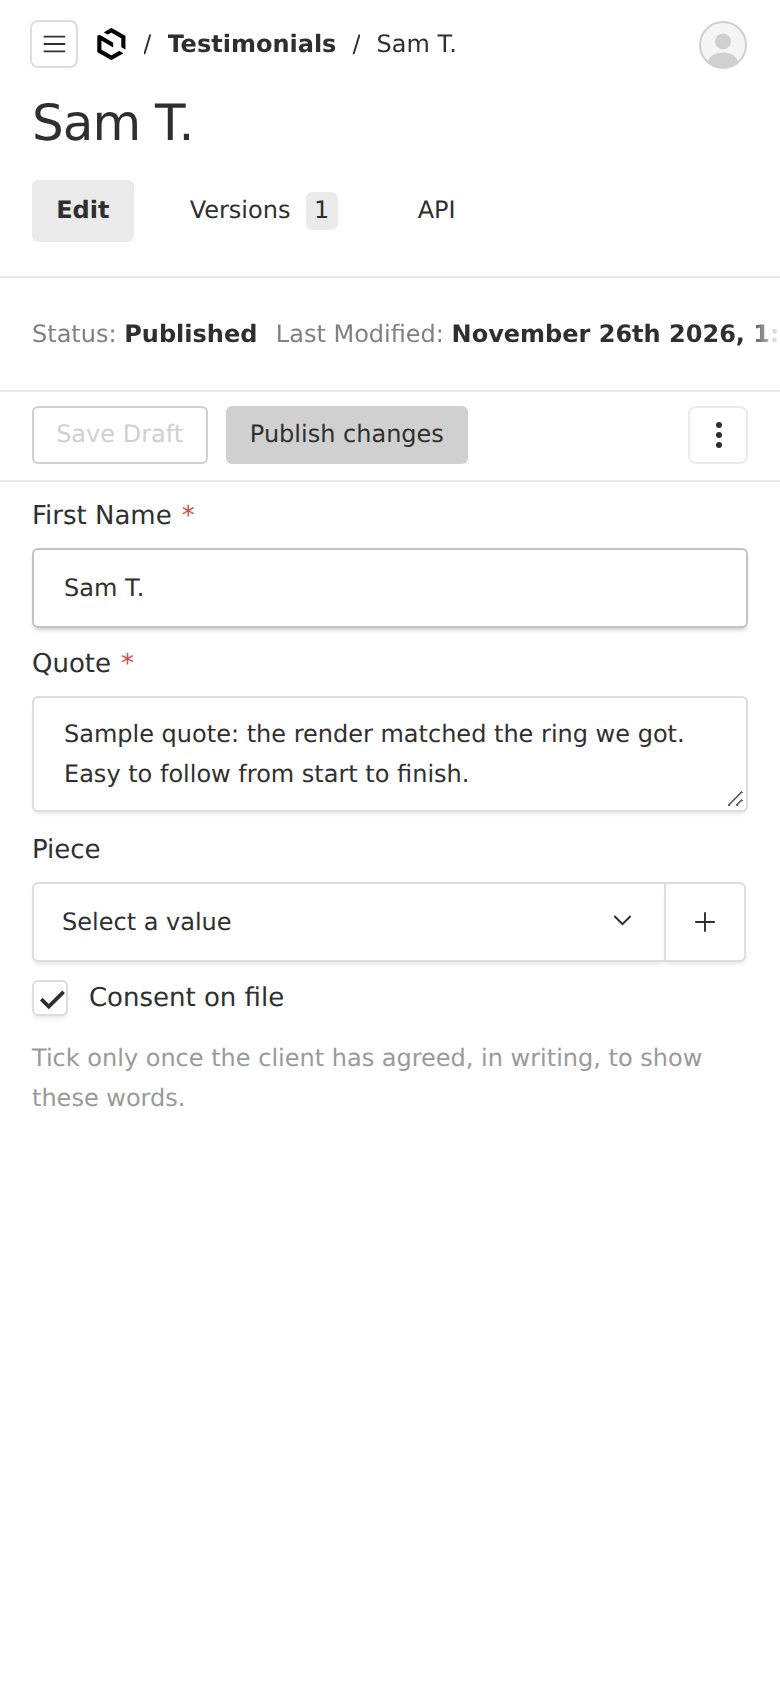 / Testimonials / Sam T.
Sam T.
Edit Versions 1 API
Status: Published Last Modified: November 26th 2026, 1:
Save Draft Publish changes
First Name *
Sam T.
Quote *
Sample quote: the render matched the ring we got.
Easy to follow from start to finish.
Piece
Select a value
Consent on file
Tick only once the client has agreed, in writing, to show
these words.